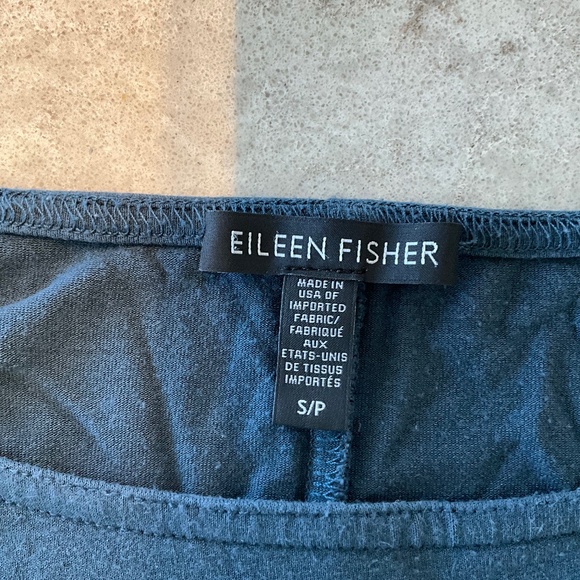 EILEEN FISHER
MADE IN
USA OF
IMPORTED
FABRIC/
FABRIQUÉ
AUX
ETATS-UNIS
DE TISSUS
IMPORTÉS
S/P